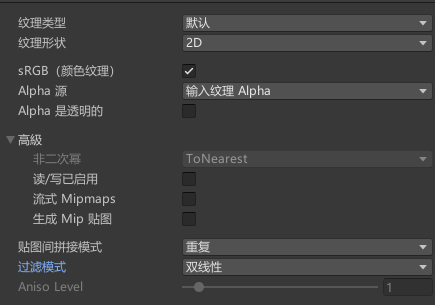 纹理类型 默认
纹理形状 2D
sRGB（颜色纹理）
Alpha 源 输入纹理 Alpha
Alpha 是透明的
高級
非二次幂 ToNearest
读/写已启用
流式 Mipmaps
生成 Mip 贴图
贴图间拼接模式 重复
过滤模式 双线性
Aniso Level 1